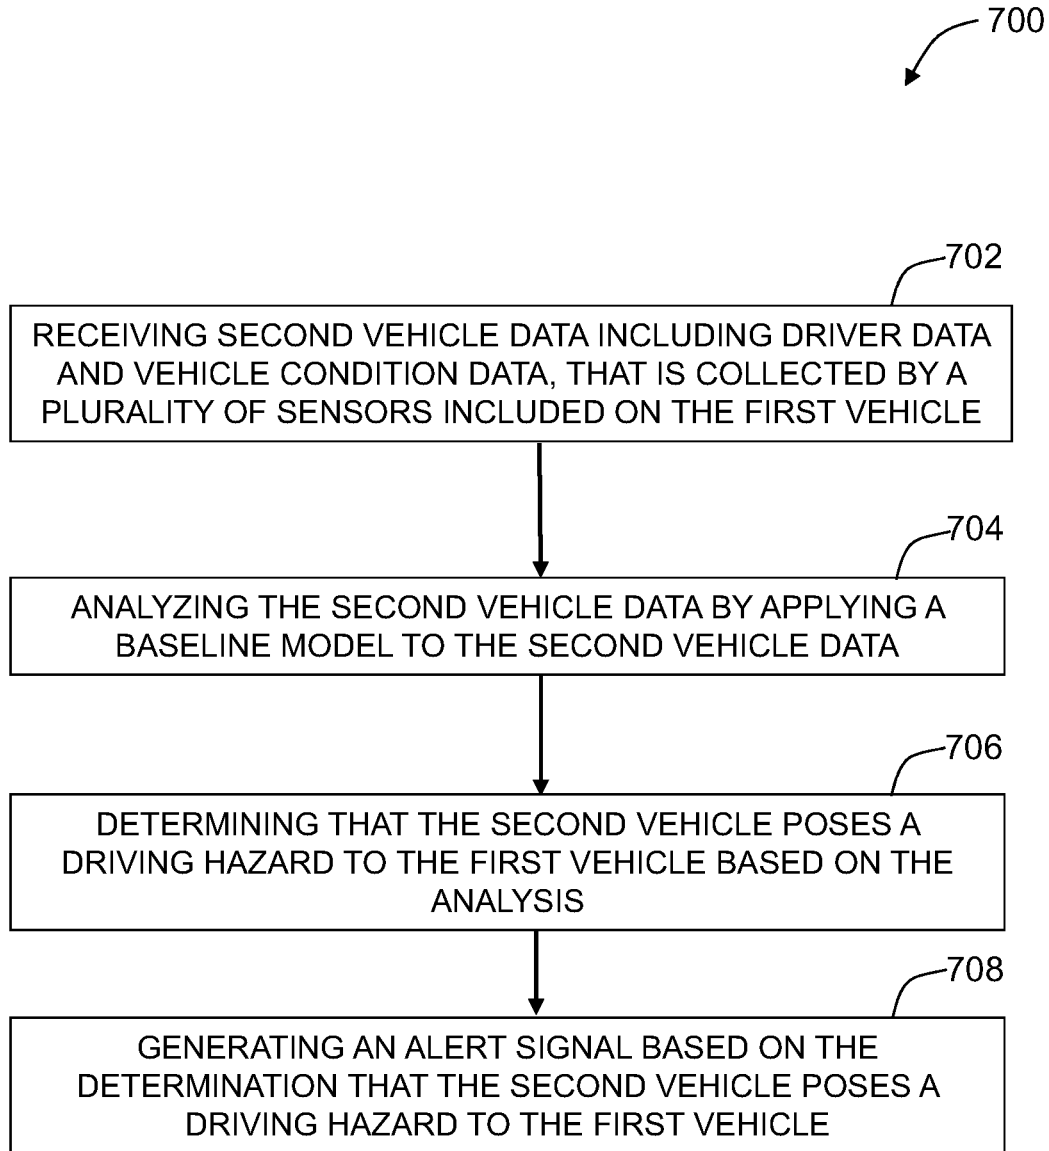 700
702
RECEIVING SECOND VEHICLE DATA INCLUDING DRIVER DATA
AND VEHICLE CONDITION DATA, THAT IS COLLECTED BY A
PLURALITY OF SENSORS INCLUDED ON THE FIRST VEHICLE
704
ANALYZING THE SECOND VEHICLE DATA BY APPLYING A
BASELINE MODEL TO THE SECOND VEHICLE DATA
706
DETERMINING THAT THE SECOND VEHICLE POSES A
DRIVING HAZARD TO THE FIRST VEHICLE BASED ON THE
ANALYSIS
708
GENERATING AN ALERT SIGNAL BASED ON THE
DETERMINATION THAT THE SECOND VEHICLE POSES A
DRIVING HAZARD TO THE FIRST VEHICLE